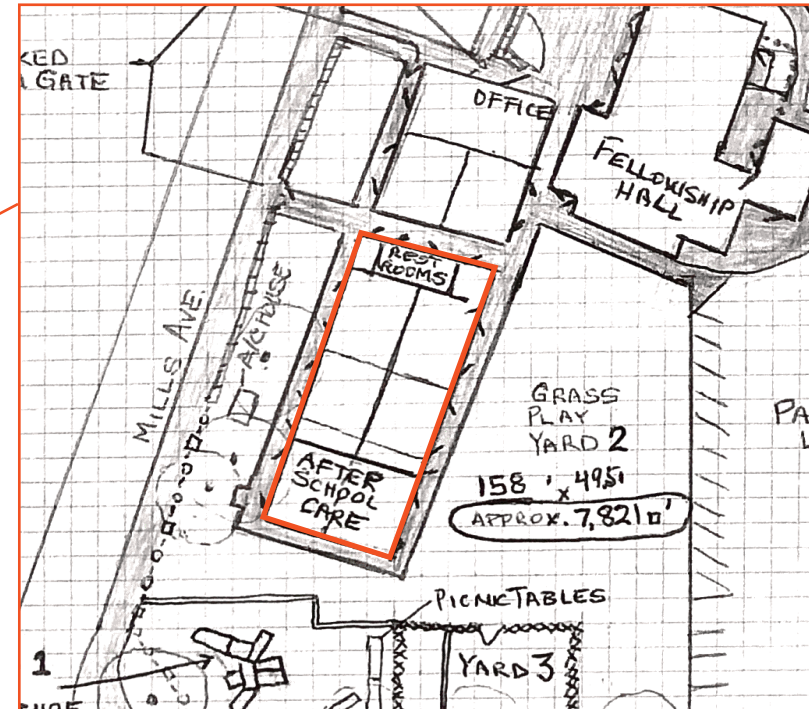 KED
GATE
OFFICE
FELLOWSHIP
HALL
REST
ROOMS
A/C HOUSE
MILLS AVE.
GRASS
PLAY
YARD 2
158' x 49.5'
APPROX. 7,821 □'
PA
L
AFTER
SCHOOL
CARE
PICNIC TABLES
YARD 3
1